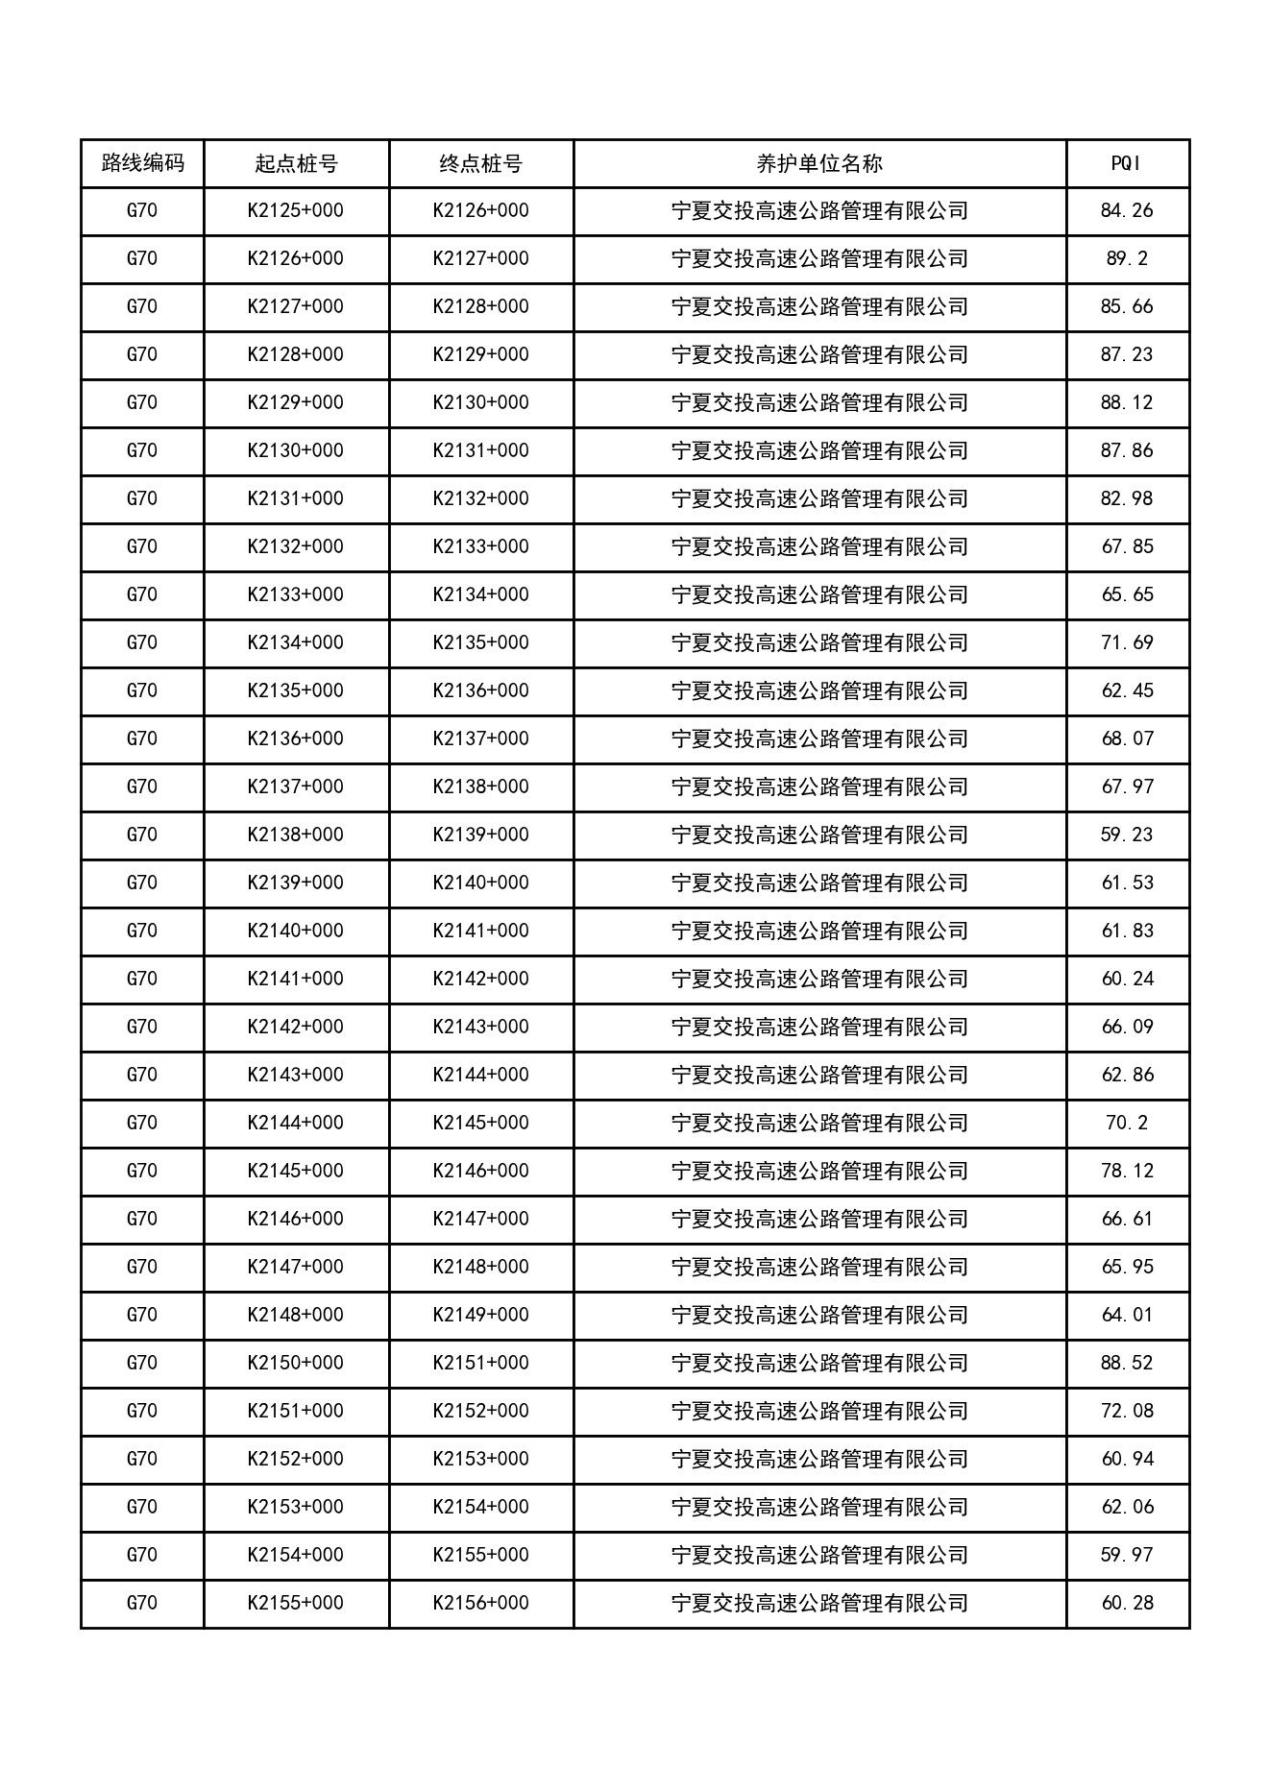 路线编码 起点桩号 终点桩号 养护单位名称 PQI
G70 K2125+000 K2126+000 宁夏交投高速公路管理有限公司 84.26
G70 K2126+000 K2127+000 宁夏交投高速公路管理有限公司 89.2
G70 K2127+000 K2128+000 宁夏交投高速公路管理有限公司 85.66
G70 K2128+000 K2129+000 宁夏交投高速公路管理有限公司 87.23
G70 K2129+000 K2130+000 宁夏交投高速公路管理有限公司 88.12
G70 K2130+000 K2131+000 宁夏交投高速公路管理有限公司 87.86
G70 K2131+000 K2132+000 宁夏交投高速公路管理有限公司 82.98
G70 K2132+000 K2133+000 宁夏交投高速公路管理有限公司 67.85
G70 K2133+000 K2134+000 宁夏交投高速公路管理有限公司 65.65
G70 K2134+000 K2135+000 宁夏交投高速公路管理有限公司 71.69
G70 K2135+000 K2136+000 宁夏交投高速公路管理有限公司 62.45
G70 K2136+000 K2137+000 宁夏交投高速公路管理有限公司 68.07
G70 K2137+000 K2138+000 宁夏交投高速公路管理有限公司 67.97
G70 K2138+000 K2139+000 宁夏交投高速公路管理有限公司 59.23
G70 K2139+000 K2140+000 宁夏交投高速公路管理有限公司 61.53
G70 K2140+000 K2141+000 宁夏交投高速公路管理有限公司 61.83
G70 K2141+000 K2142+000 宁夏交投高速公路管理有限公司 60.24
G70 K2142+000 K2143+000 宁夏交投高速公路管理有限公司 66.09
G70 K2143+000 K2144+000 宁夏交投高速公路管理有限公司 62.86
G70 K2144+000 K2145+000 宁夏交投高速公路管理有限公司 70.2
G70 K2145+000 K2146+000 宁夏交投高速公路管理有限公司 78.12
G70 K2146+000 K2147+000 宁夏交投高速公路管理有限公司 66.61
G70 K2147+000 K2148+000 宁夏交投高速公路管理有限公司 65.95
G70 K2148+000 K2149+000 宁夏交投高速公路管理有限公司 64.01
G70 K2150+000 K2151+000 宁夏交投高速公路管理有限公司 88.52
G70 K2151+000 K2152+000 宁夏交投高速公路管理有限公司 72.08
G70 K2152+000 K2153+000 宁夏交投高速公路管理有限公司 60.94
G70 K2153+000 K2154+000 宁夏交投高速公路管理有限公司 62.06
G70 K2154+000 K2155+000 宁夏交投高速公路管理有限公司 59.97
G70 K2155+000 K2156+000 宁夏交投高速公路管理有限公司 60.28